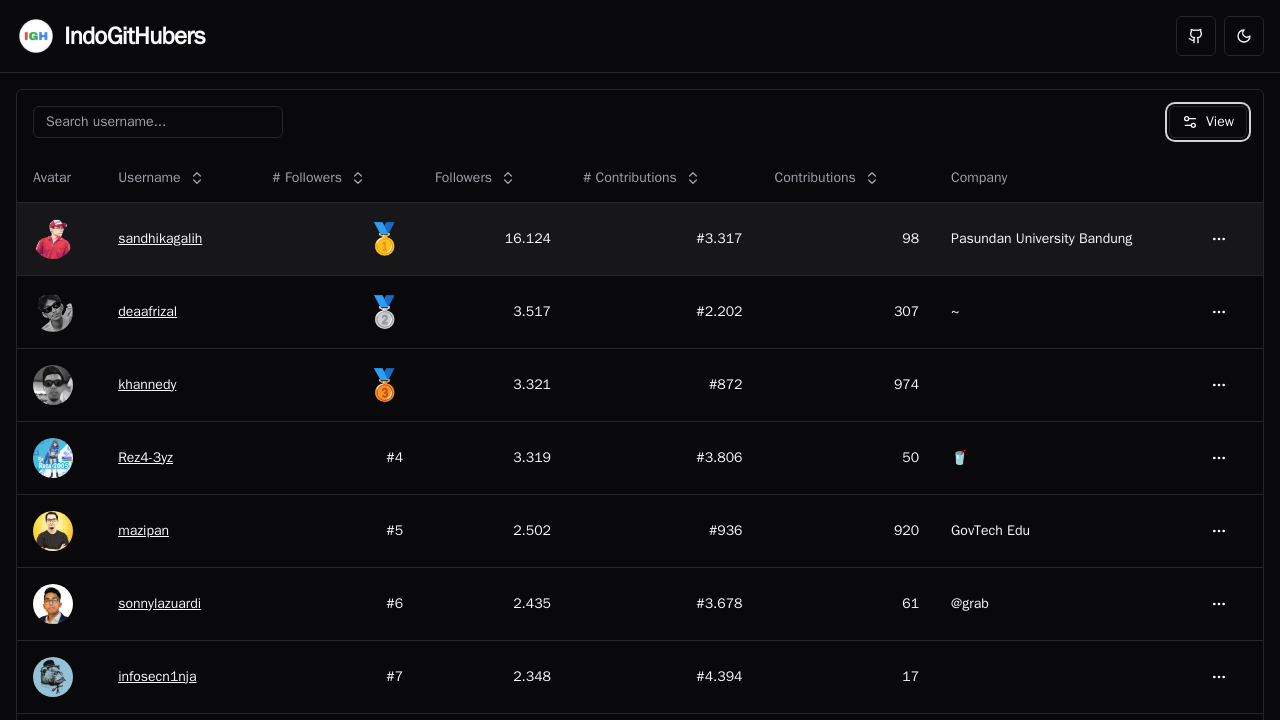 IGH IndoGitHubers
Search username...
View
Avatar Username # Followers Followers # Contributions Contributions Company
sandhikagalih 1 16.124 #3.317 98 Pasundan University Bandung
deaafrizal 2 3.517 #2.202 307 ~
khannedy 3 3.321 #872 974
Rez4-3yz #4 3.319 #3.806 50
mazipan #5 2.502 #936 920 GovTech Edu
sonnylazuardi #6 2.435 #3.678 61 @grab
infosecn1nja #7 2.348 #4.394 17